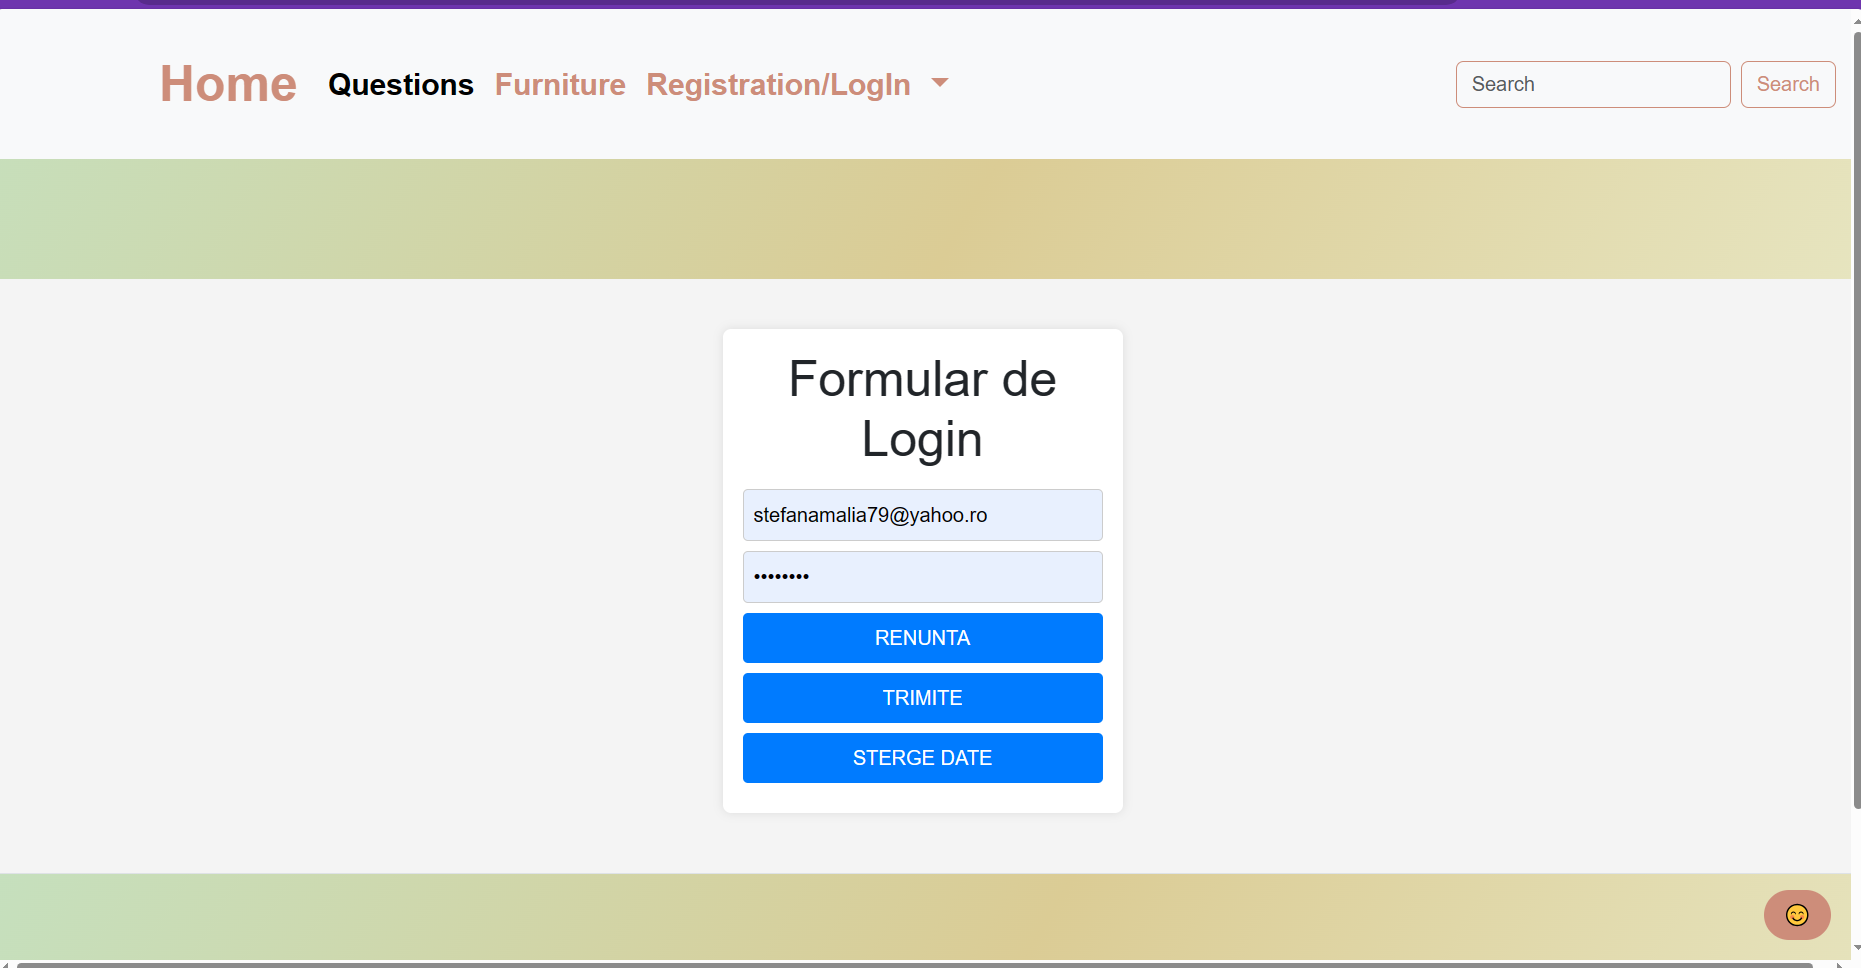 Home Questions Furniture Registration/LogIn Search Search
Formular de
Login
stefanamalia79@yahoo.ro
••••••••
RENUNTA
TRIMITE
STERGE DATE